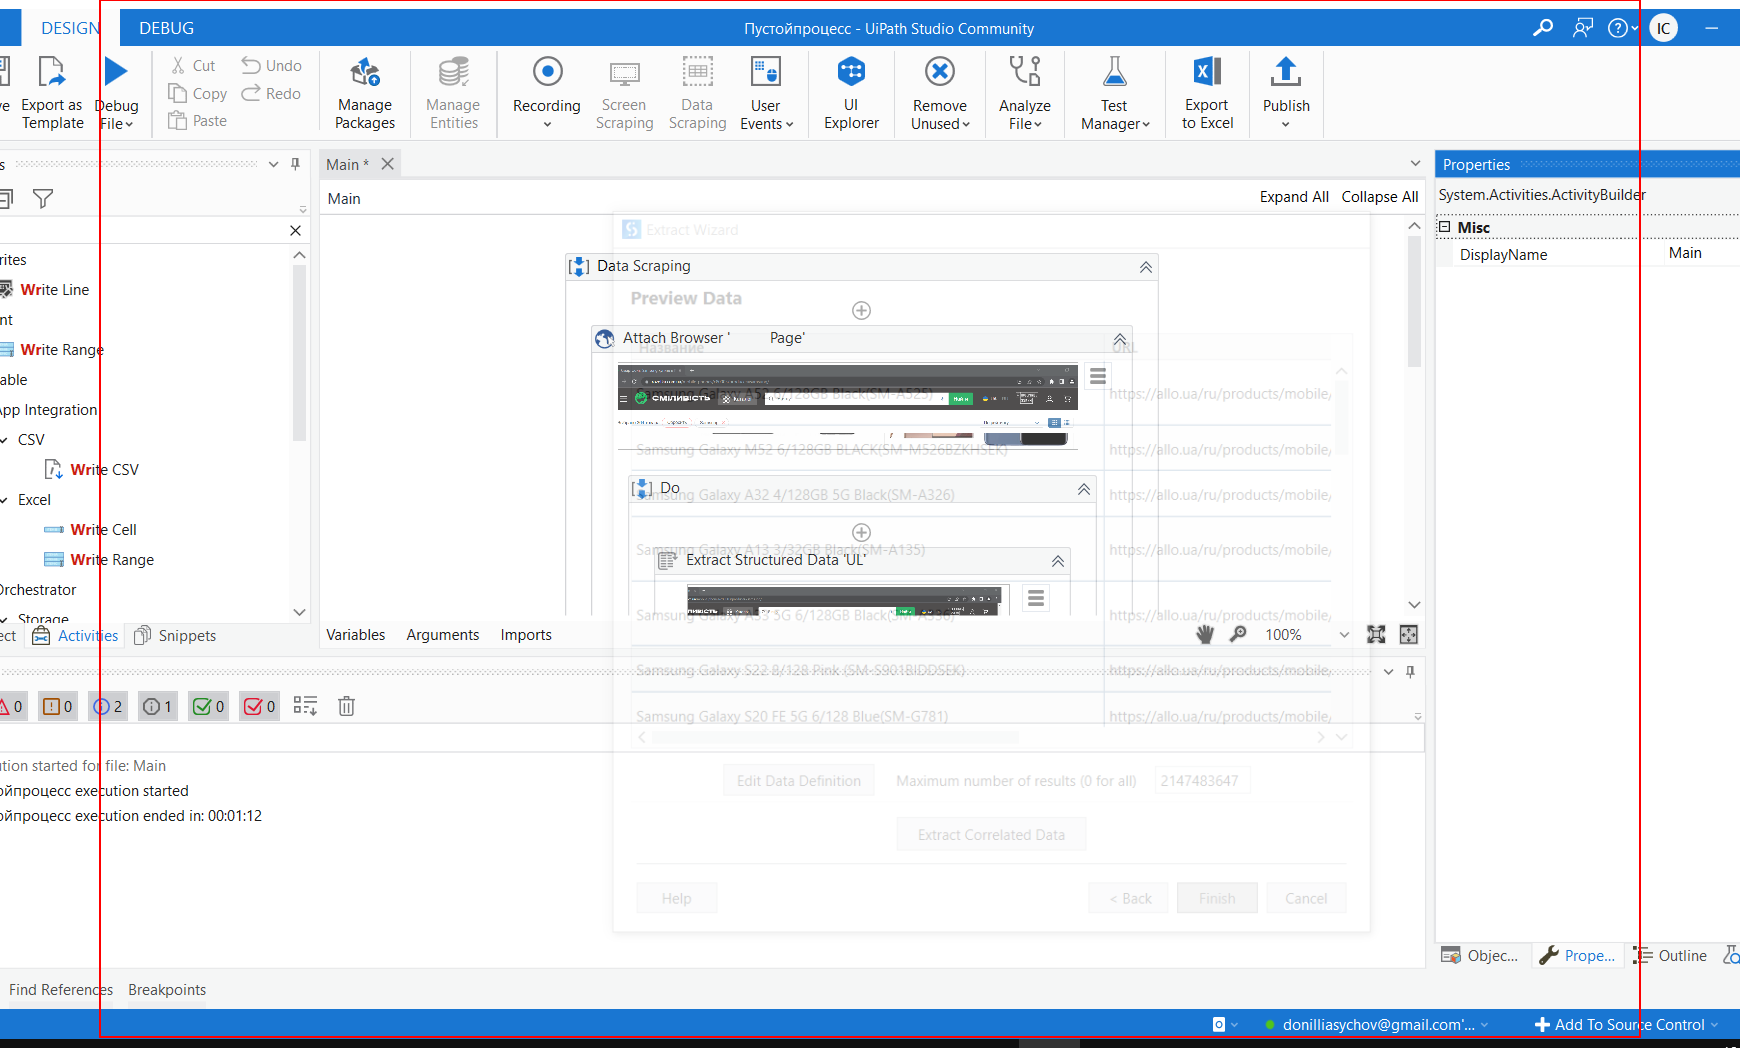 DESIGN
DEBUG
Пустойпроцесс - UiPath Studio Community
IC
Export as Template
Debug File
Cut
Copy
Paste
Undo
Redo
Manage Packages
Manage Entities
Recording
Screen Scraping
Data Scraping
User Events
UI Explorer
Remove Unused
Analyze File
Test Manager
Export to Excel
Publish
Main *
Main
Expand All
Collapse All
Properties
System.Activities.ActivityBuilder
Misc
DisplayName
Main
Write Line
Write Range
App Integration
CSV
Write CSV
Excel
Write Cell
Write Range
Orchestrator
Storage
Activities
Snippets
Extract Wizard
Data Scraping
Preview Data
Attach Browser '
Page'
Название
URL
Samsung Galaxy A52 6/128GB Black(SM-A525)
https://allo.ua/ru/products/mobile/
СМІЛИВІСТЬ
Samsung Galaxy M52 6/128GB BLACK(SM-M526BZKHSEK)
https://allo.ua/ru/products/mobile/
Do
Samsung Galaxy A32 4/128GB 5G Black(SM-A326)
https://allo.ua/ru/products/mobile/
Samsung Galaxy A13 3/32GB Black(SM-A135)
https://allo.ua/ru/products/mobile/
Extract Structured Data 'UL'
Samsung Galaxy A33 5G 6/128GB Black(SM-A336)
https://allo.ua/ru/products/mobile/
Variables
Arguments
Imports
100%
Samsung Galaxy S22 8/128 Pink (SM-S901BIDDSEK)
https://allo.ua/ru/products/mobile/
Samsung Galaxy S20 FE 5G 6/128 Blue(SM-G781)
https://allo.ua/ru/products/mobile/
0
0
2
1
0
0
Edit Data Definition
Maximum number of results (0 for all)
2147483647
Extract Correlated Data
Help
< Back
Finish
Cancel
tion started for file: Main
ойпроцесс execution started
ойпроцесс execution ended in: 00:01:12
Objec...
Prope...
Outline
Find References
Breakpoints
donilliasychov@gmail.com'...
Add To Source Control